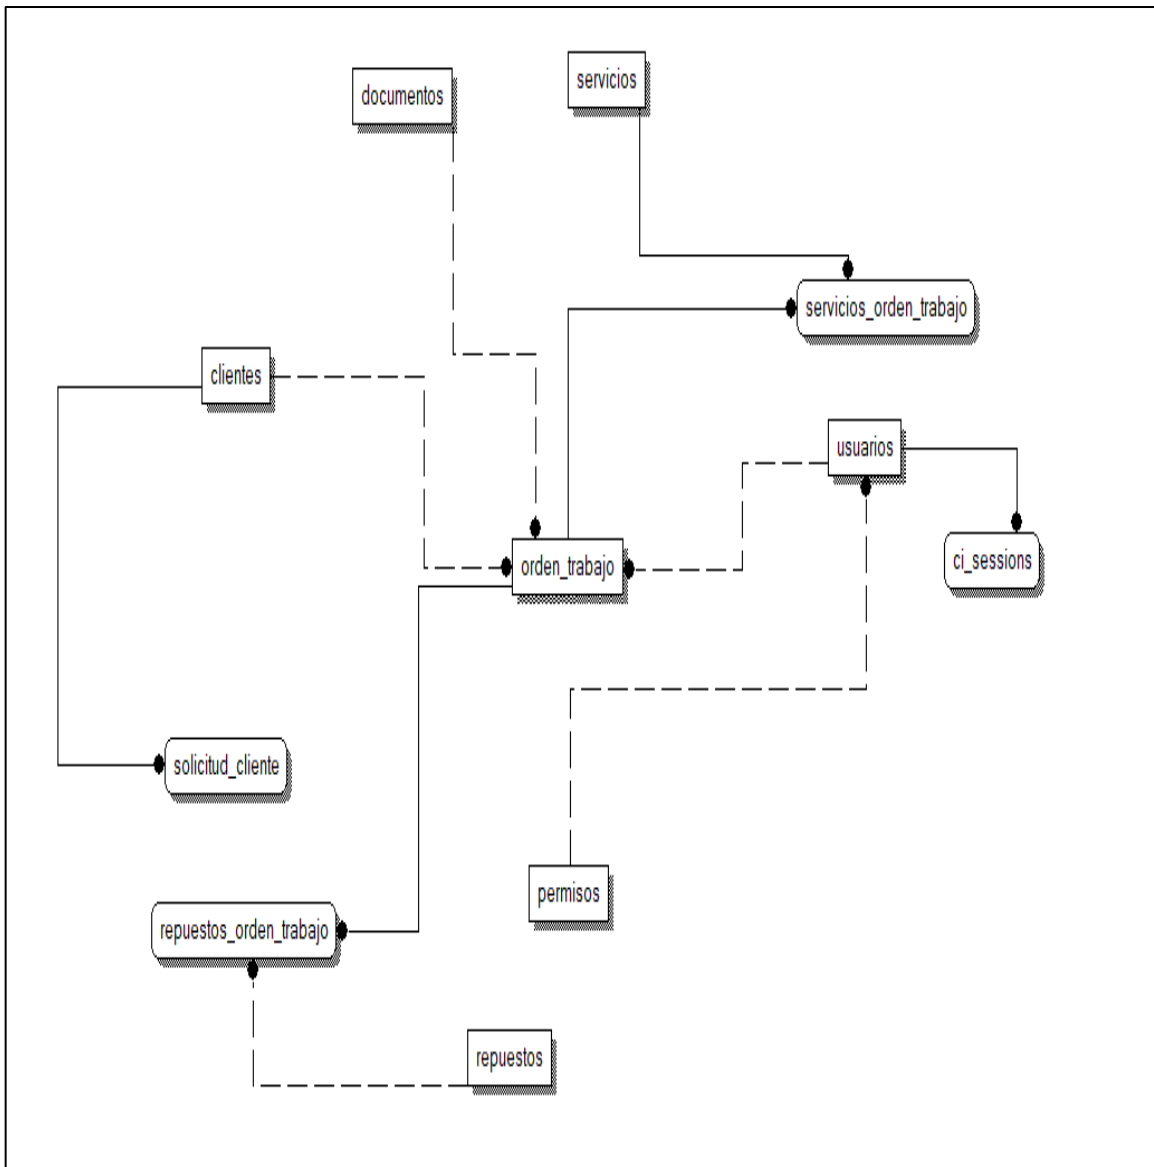 servicios
documentos
servicios_orden_trabajo
clientes
usuarios
orden_trabajo
ci_sessions
solicitud_cliente
permisos
repuestos_orden_trabajo
repuestos